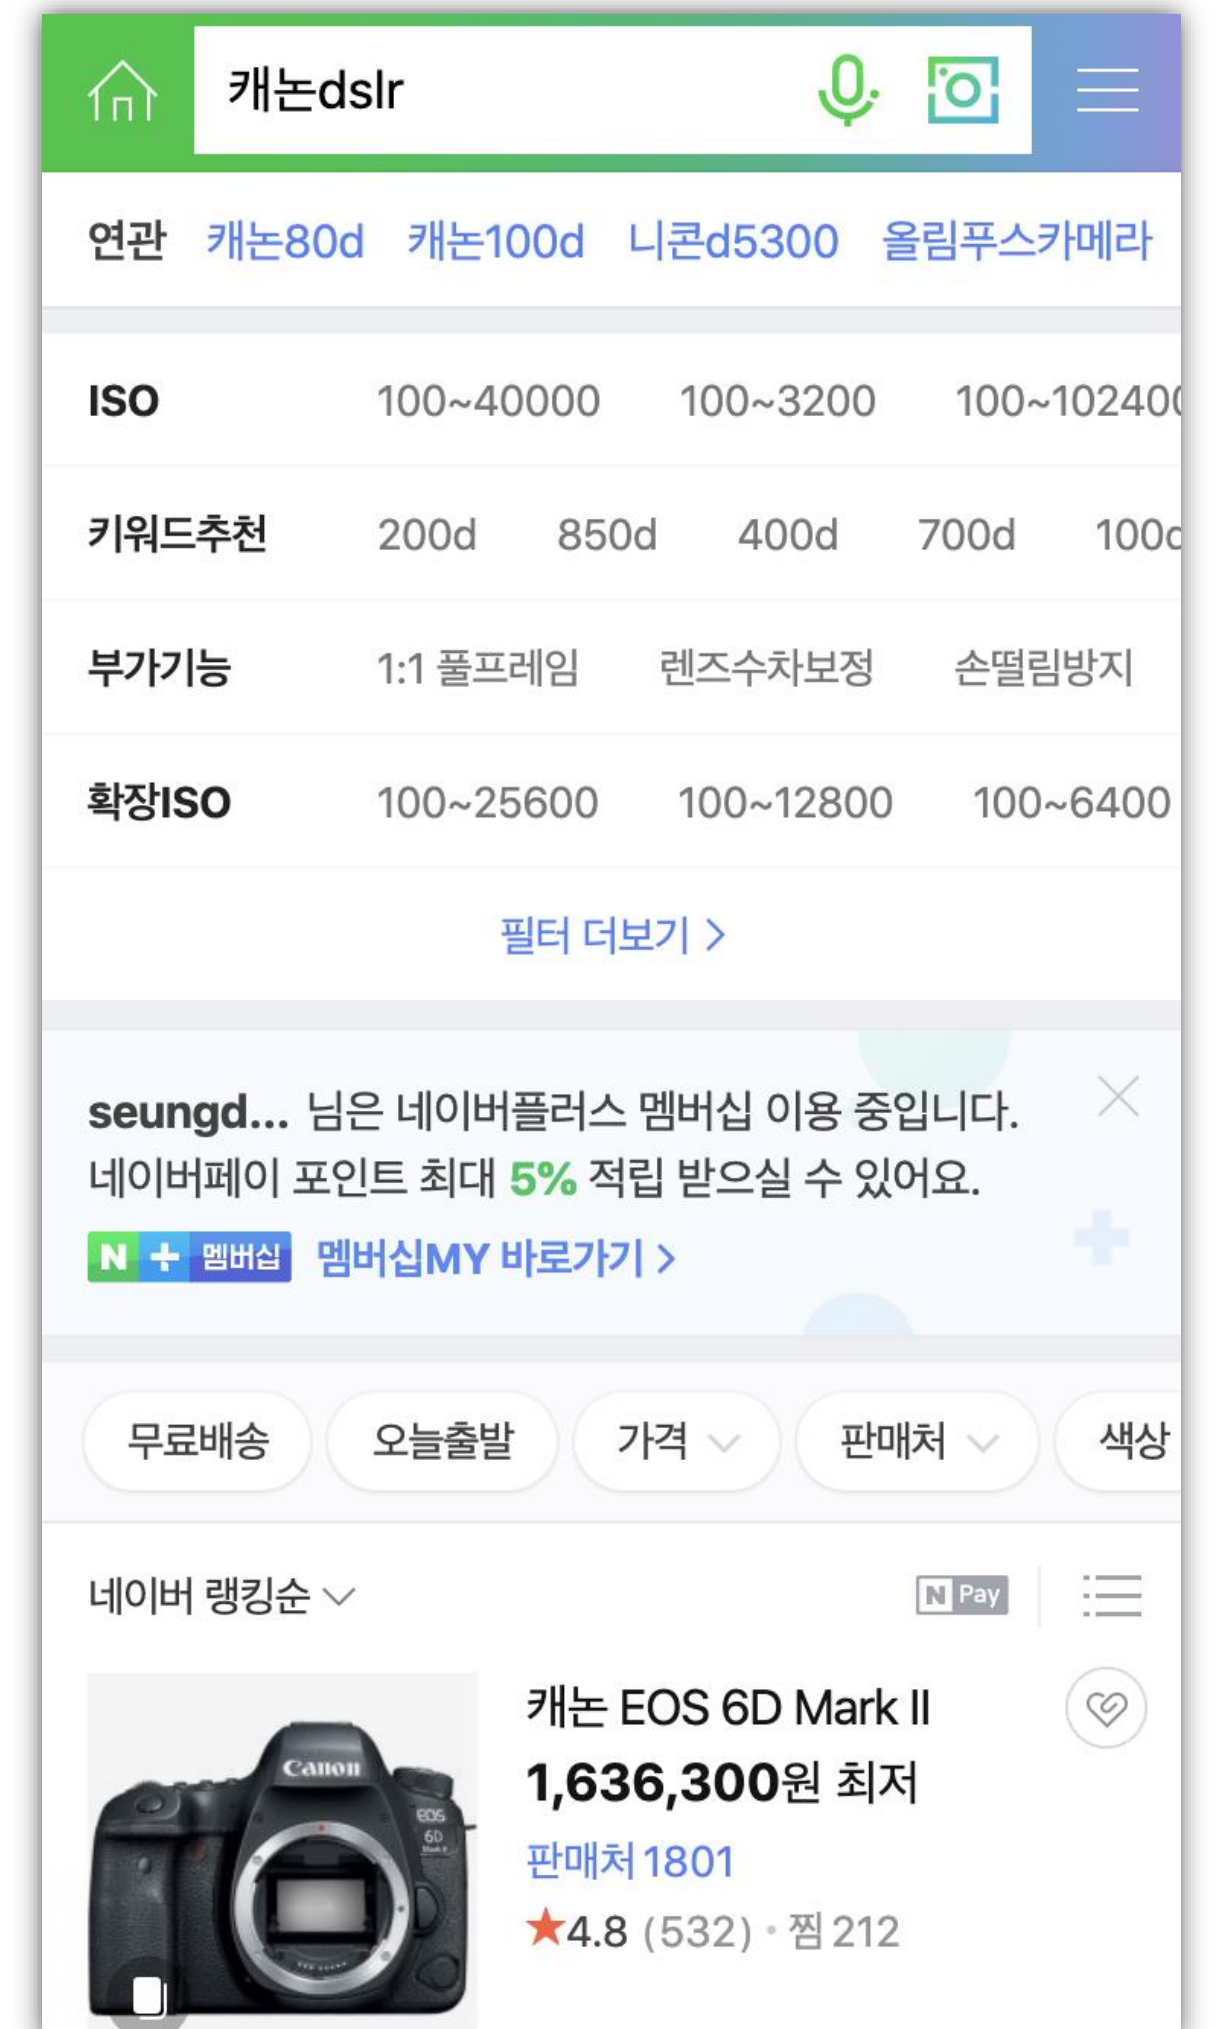 캐논dslr
연관 캐논80d 캐논100d 니콘d5300 올림푸스카메라
ISO 100~40000 100~3200 100~102400
키워드추천 200d 850d 400d 700d 100d
부가기능 1:1 풀프레임 렌즈수차보정 손떨림방지
확장ISO 100~25600 100~12800 100~6400
필터 더보기 >
seungd... 님은 네이버플러스 멤버십 이용 중입니다.
네이버페이 포인트 최대 5% 적립 받으실 수 있어요.
N + 멤버십 멤버십MY 바로가기 >
무료배송 오늘출발 가격 판매처 색상
네이버 랭킹순 N Pay
캐논 EOS 6D Mark II
1,636,300원 최저
판매처 1801
★4.8 (532) · 찜 212
Canon
EOS
6D
Mark II